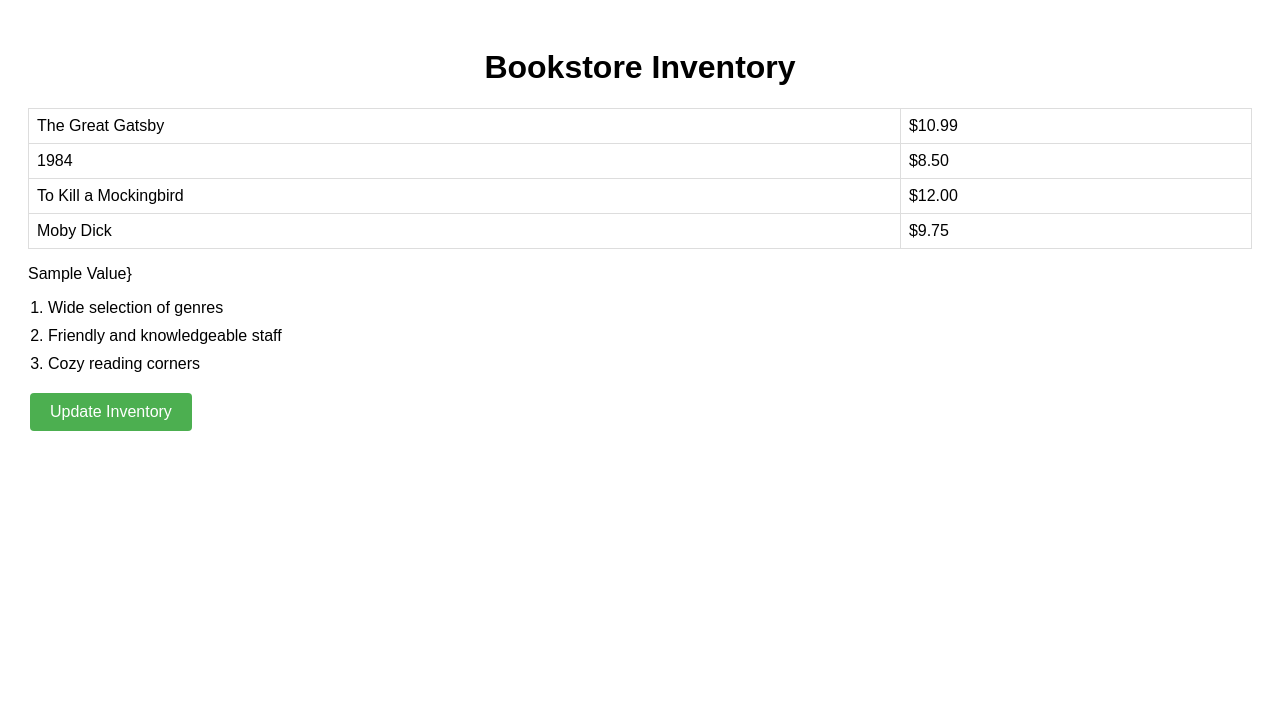 Bookstore Inventory
The Great Gatsby $10.99
1984 $8.50
To Kill a Mockingbird $12.00
Moby Dick $9.75
Sample Value}
1. Wide selection of genres
2. Friendly and knowledgeable staff
3. Cozy reading corners
Update Inventory